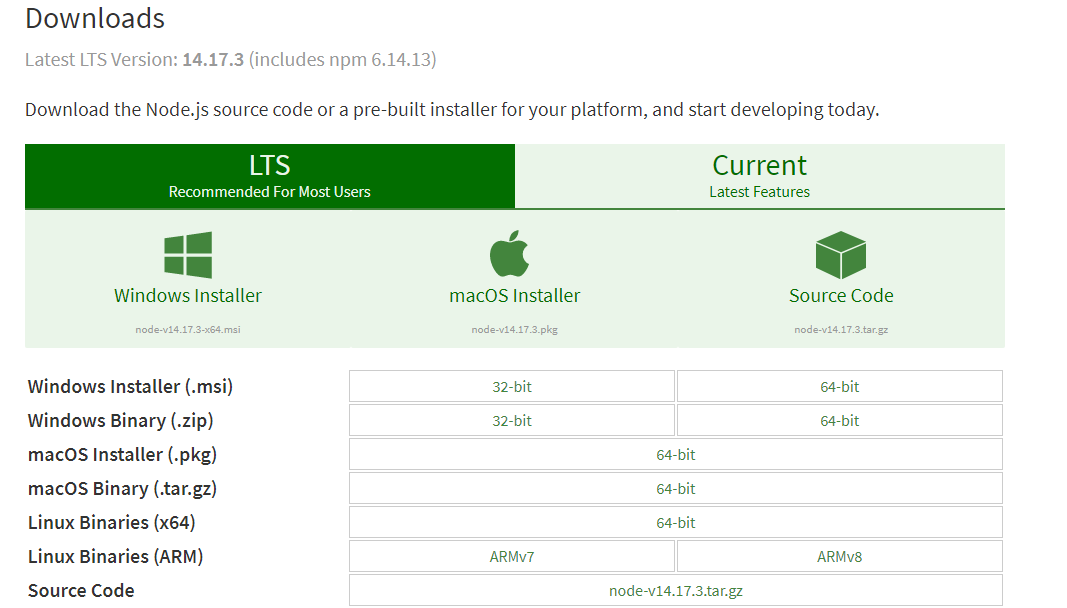 Downloads
Latest LTS Version: 14.17.3 (includes npm 6.14.13)
Download the Node.js source code or a pre-built installer for your platform, and start developing today.
LTS
Recommended For Most Users
Current
Latest Features
Windows Installer
node-v14.17.3-x64.msi
macOS Installer
node-v14.17.3.pkg
Source Code
node-v14.17.3.tar.gz
Windows Installer (.msi) 32-bit 64-bit
Windows Binary (.zip) 32-bit 64-bit
macOS Installer (.pkg) 64-bit
macOS Binary (.tar.gz) 64-bit
Linux Binaries (x64) 64-bit
Linux Binaries (ARM) ARMv7 ARMv8
Source Code node-v14.17.3.tar.gz